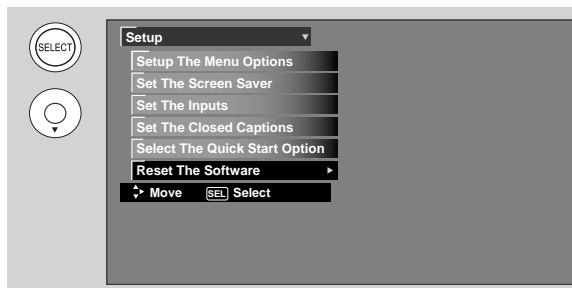 SELECT
Setup
Setup The Menu Options
Set The Screen Saver
Set The Inputs
Set The Closed Captions
Select The Quick Start Option
Reset The Software
Move SEL Select